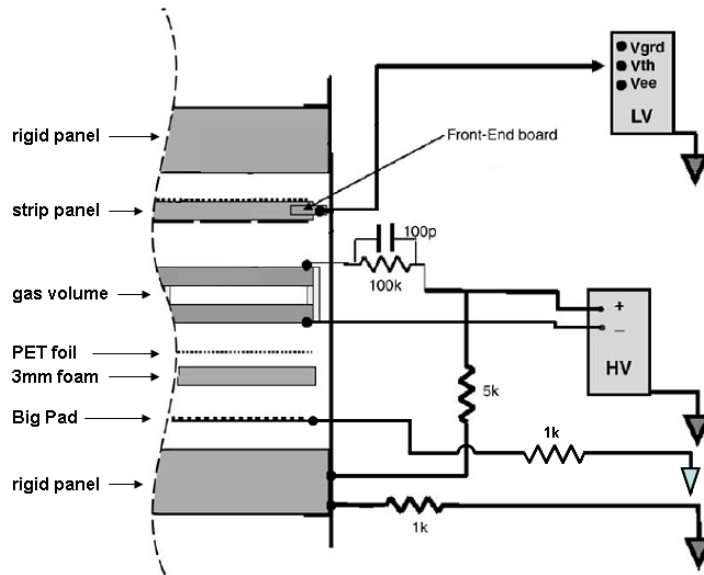 rigid panel
strip panel
gas volume
PET foil
3mm foam
Big Pad
rigid panel
Front-End board
100p
100k
5k
1k
1k
Vgrd
Vth
Vee
LV
+
–
HV